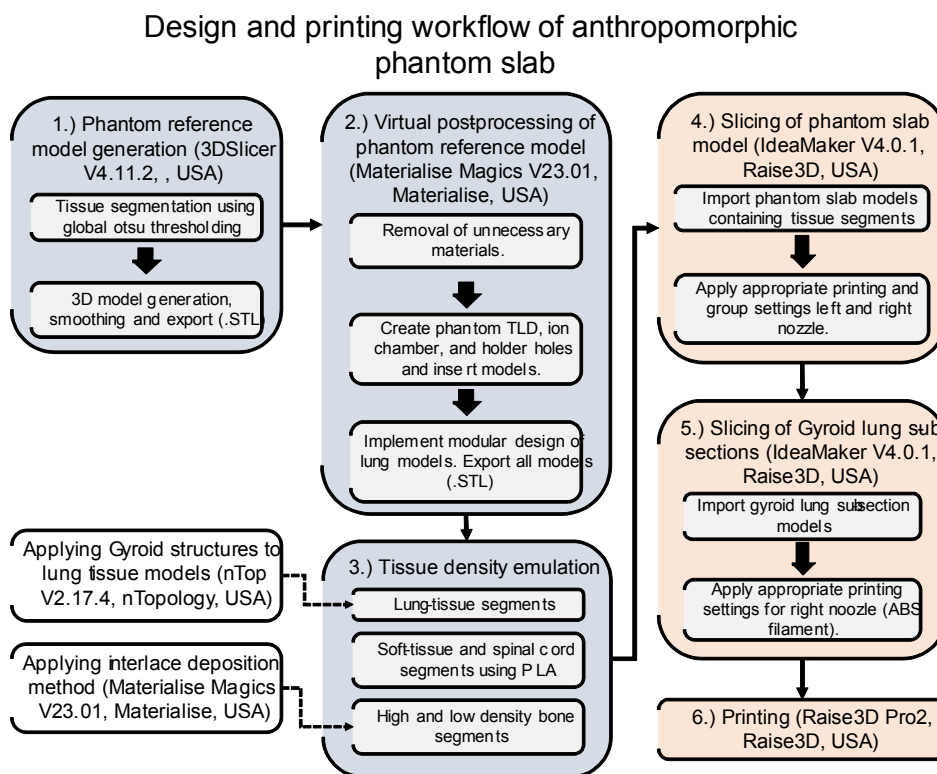 Design and printing workflow of anthropomorphic
phantom slab
1.) Phantom reference
model generation (3DSlicer
V4.11.2, , USA)
Tissue segmentation using
global otsu thresholding
3D model generation,
smoothing and export (.STL)
2.) Virtual post-processing of
phantom reference model
(Materialise Magics V23.01,
Materialise, USA)
Removal of unnecessary
materials.
Create phantom TLD, ion
chamber, and holder holes
and insert models.
Implement modular design of
lung models. Export all models
(.STL)
Applying Gyroid structures to
lung tissue models (nTop
V2.17.4, nTopology, USA)
Applying interlace deposition
method (Materialise Magics
V23.01, Materialise, USA)
3.) Tissue density emulation
Lung-tissue segments
Soft-tissue and spinal cord
segments using PLA
High and low density bone
segments
4.) Slicing of phantom slab
model (IdeaMaker V4.0.1,
Raise3D, USA)
Import phantom slab models
containing tissue segments
Apply appropriate printing and
group settings left and right
nozzle.
5.) Slicing of Gyroid lung sub-
sections (IdeaMaker V4.0.1,
Raise3D, USA)
Import gyroid lung subsection
models
Apply appropriate printing
settings for right noozle (ABS
filament).
6.) Printing (Raise3D Pro2,
Raise3D, USA)